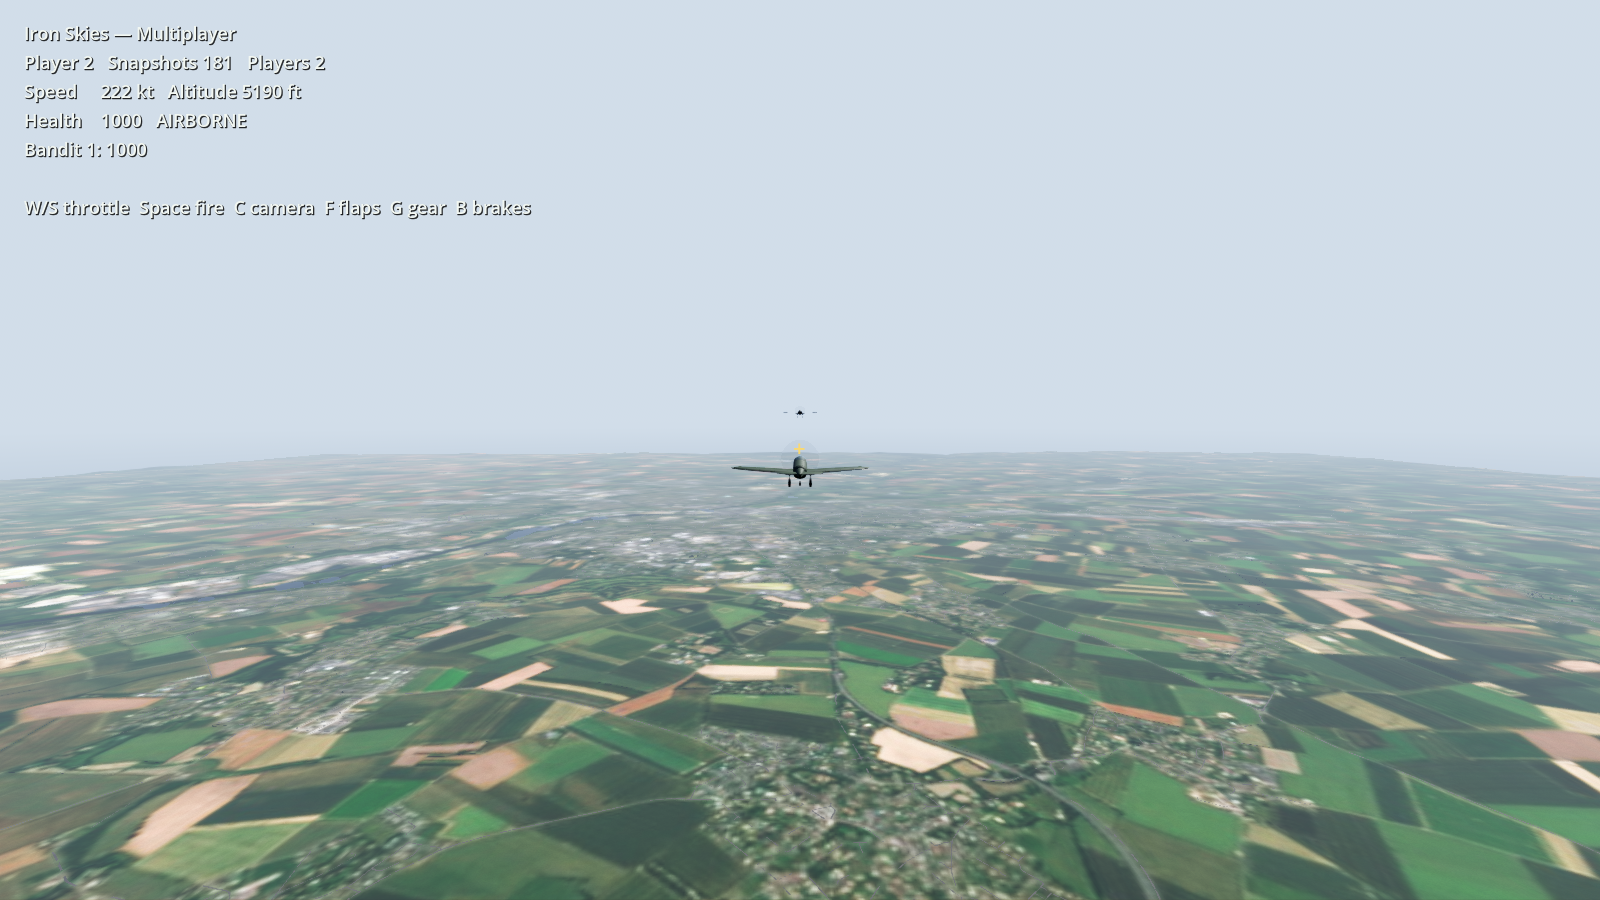 Iron Skies — Multiplayer
Player 2 Snapshots 181 Players 2
Speed 222 kt Altitude 5190 ft
Health 1000 AIRBORNE
Bandit 1: 1000
W/S throttle Space fire C camera F flaps G gear B brakes